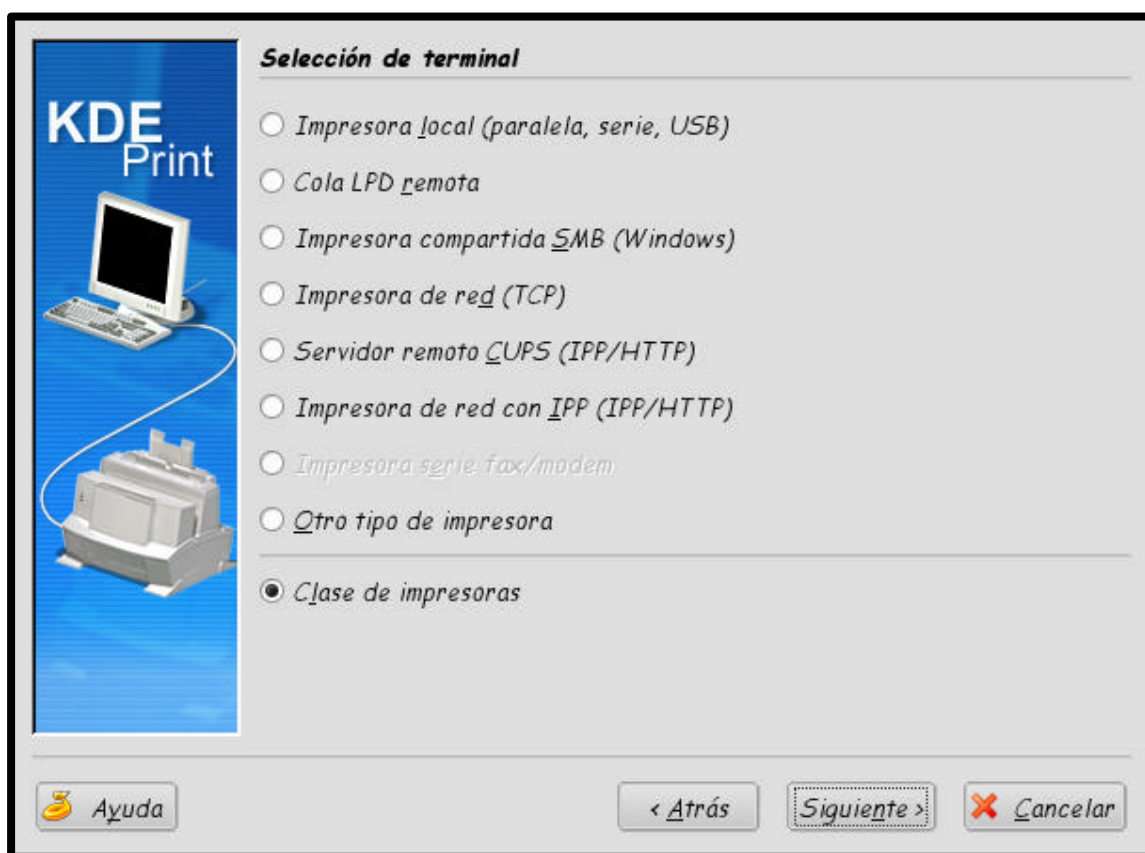 Selección de terminal
KDE
Print
Impresora local (paralela, serie, USB)
Cola LPD remota
Impresora compartida SMB (Windows)
Impresora de red (TCP)
Servidor remoto CUPS (IPP/HTTP)
Impresora de red con IPP (IPP/HTTP)
Impresora serie fax/modem
Otro tipo de impresora
Clase de impresoras
Ayuda
< Atrás
Siguiente >
Cancelar